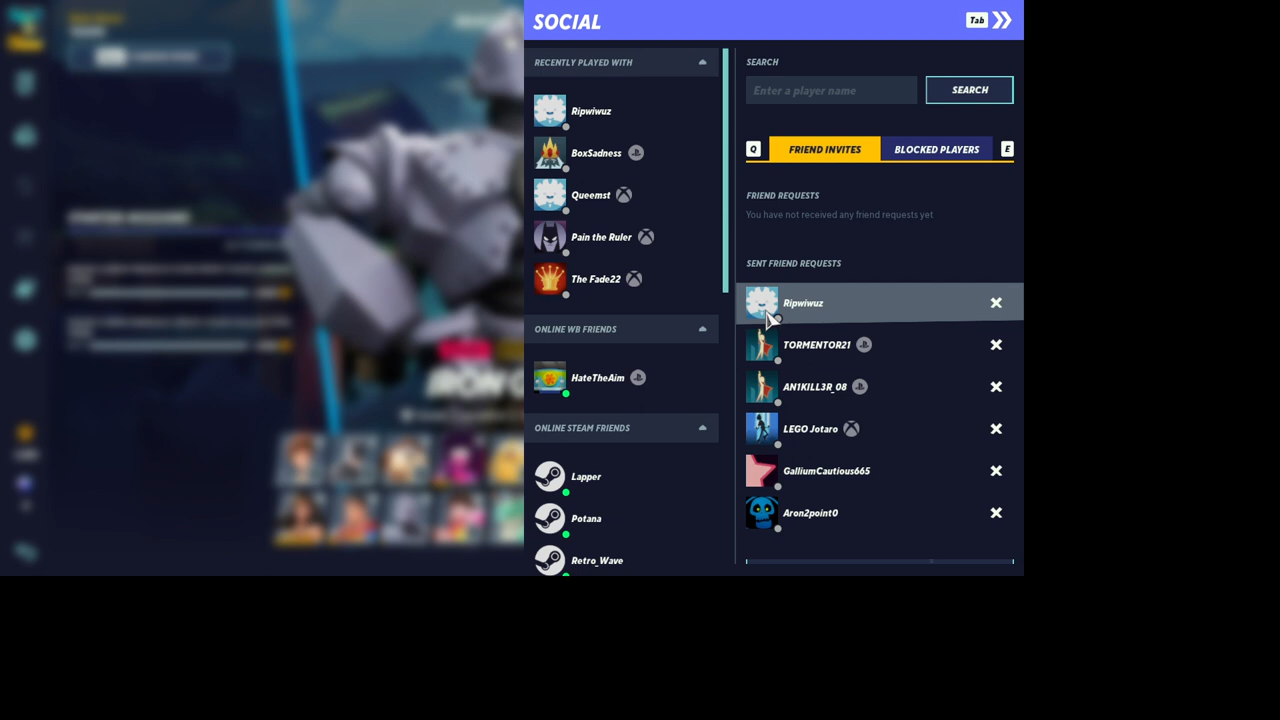 SOCIAL
Tab
RECENTLY PLAYED WITH
Ripwiwuz
BoxSadness
Queemst
Pain the Ruler
The Fade22
ONLINE WB FRIENDS
HateTheAim
ONLINE STEAM FRIENDS
Lapper
Potana
Retro_Wave
SEARCH
Enter a player name
SEARCH
Q
FRIEND INVITES
BLOCKED PLAYERS
E
FRIEND REQUESTS
You have not received any friend requests yet
SENT FRIEND REQUESTS
Ripwiwuz
TORMENTOR21
AN1KILL3R_08
LEGO Jotaro
GalliumCautious665
Aron2point0